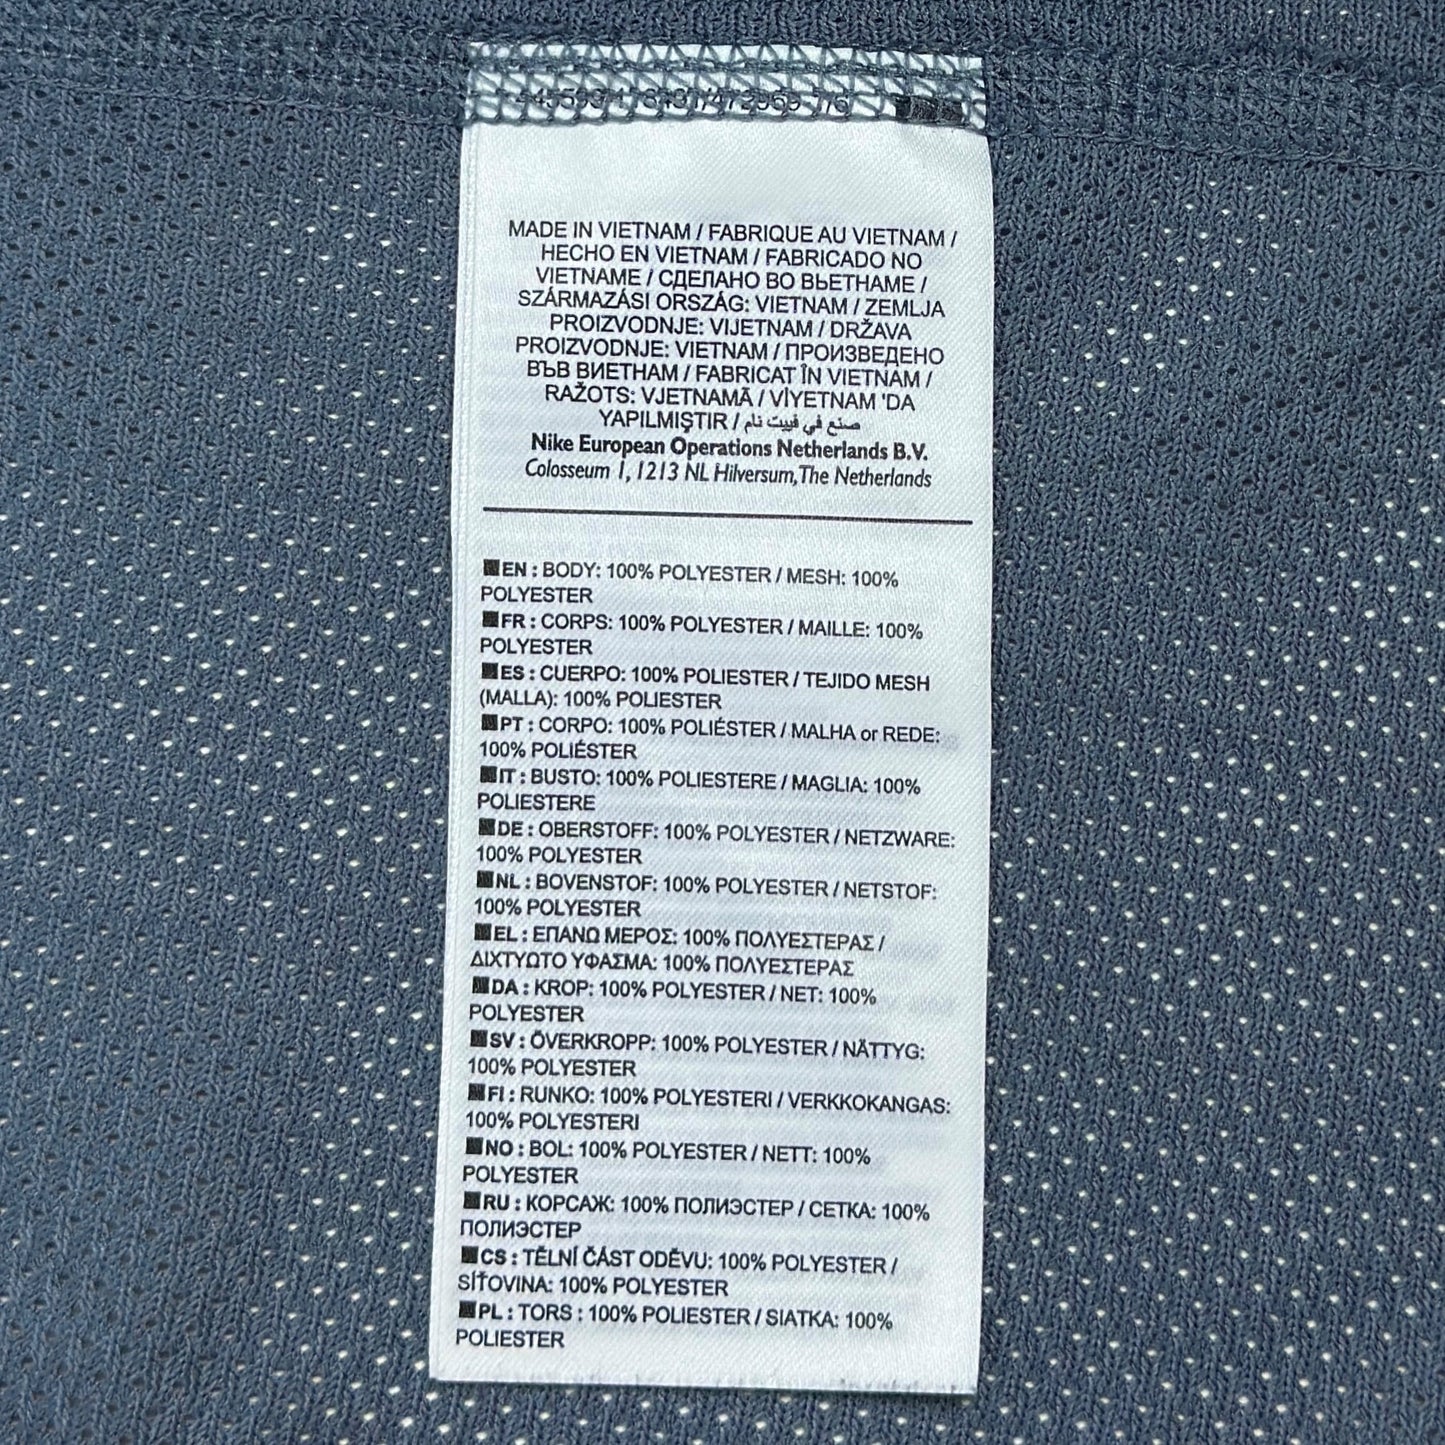 MADE IN VIETNAM / FABRIQUE AU VIETNAM /
HECHO EN VIETNAM / FABRICADO NO
VIETNAME / СДЕЛАНО ВО ВЬЕТНАМЕ /
SZÁRMAZÁSI ORSZÁG: VIETNAM / ZEMLJA
PROIZVODNJE: VIJETNAM / DRŽAVA
PROIZVODNJE: VIETNAM / ПРОИЗВЕДЕНО
ВЪВ ВИЕТНАМ / FABRICAT ÎN VIETNAM /
RAŽOTS: VJETNAMĀ / VİYETNAM 'DA
YAPILMIŞTIR / صنع في فييت نام
Nike European Operations Netherlands B.V.
Colosseum 1, 1213 NL Hilversum, The Netherlands
EN : BODY: 100% POLYESTER / MESH: 100%
POLYESTER
FR : CORPS: 100% POLYESTER / MAILLE: 100%
POLYESTER
ES : CUERPO: 100% POLIESTER / TEJIDO MESH
(MALLA): 100% POLIESTER
PT : CORPO: 100% POLIÉSTER / MALHA or REDE:
100% POLIÉSTER
IT : BUSTO: 100% POLIESTERE / MAGLIA: 100%
POLIESTERE
DE : OBERSTOFF: 100% POLYESTER / NETZWARE:
100% POLYESTER
NL : BOVENSTOF: 100% POLYESTER / NETSTOF:
100% POLYESTER
EL : ΕΠΑΝΩ ΜΕΡΟΣ: 100% ΠΟΛΥΕΣΤΕΡΑΣ /
ΔΙΧΤΥΩΤΟ ΥΦΑΣΜΑ: 100% ΠΟΛΥΕΣΤΕΡΑΣ
DA : KROP: 100% POLYESTER / NET: 100%
POLYESTER
SV : ÖVERKROPP: 100% POLYESTER / NÄTTYG:
100% POLYESTER
FI : RUNKO: 100% POLYESTERI / VERKKOKANGAS:
100% POLYESTERI
NO : BOL: 100% POLYESTER / NETT: 100%
POLYESTER
RU : КОРСАЖ: 100% ПОЛИЭСТЕР / СЕТКА: 100%
ПОЛИЭСТЕР
CS : TĚLNÍ ČÁST ODĚVU: 100% POLYESTER /
SÍŤOVINA: 100% POLYESTER
PL : TORS : 100% POLIESTER / SIATKA: 100%
POLIESTER